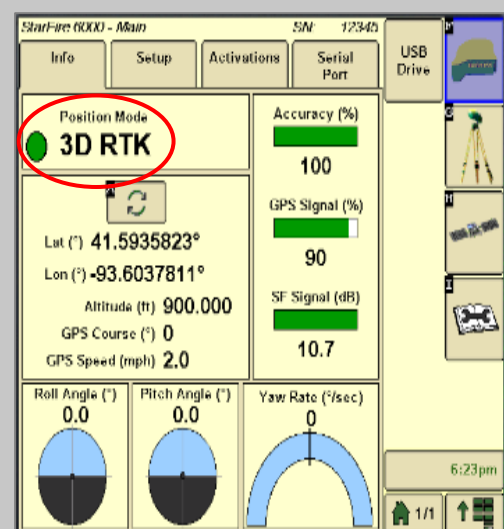 StarFire 6000 - Main SN: 12345
Info Setup Activations Serial Port
USB Drive
Position Mode
3D RTK
Accuracy (%)
100
GPS Signal (%)
90
SF Signal (dB)
10.7
A
Lat (°) 41.5935823°
Lon (°) -93.6037811°
Altitude (ft) 900.000
GPS Course (°) 0
GPS Speed (mph) 2.0
Roll Angle (°)
0.0
Pitch Angle (°)
0.0
Yaw Rate (°/sec)
0
F
G
H
I
6:23pm
1/1